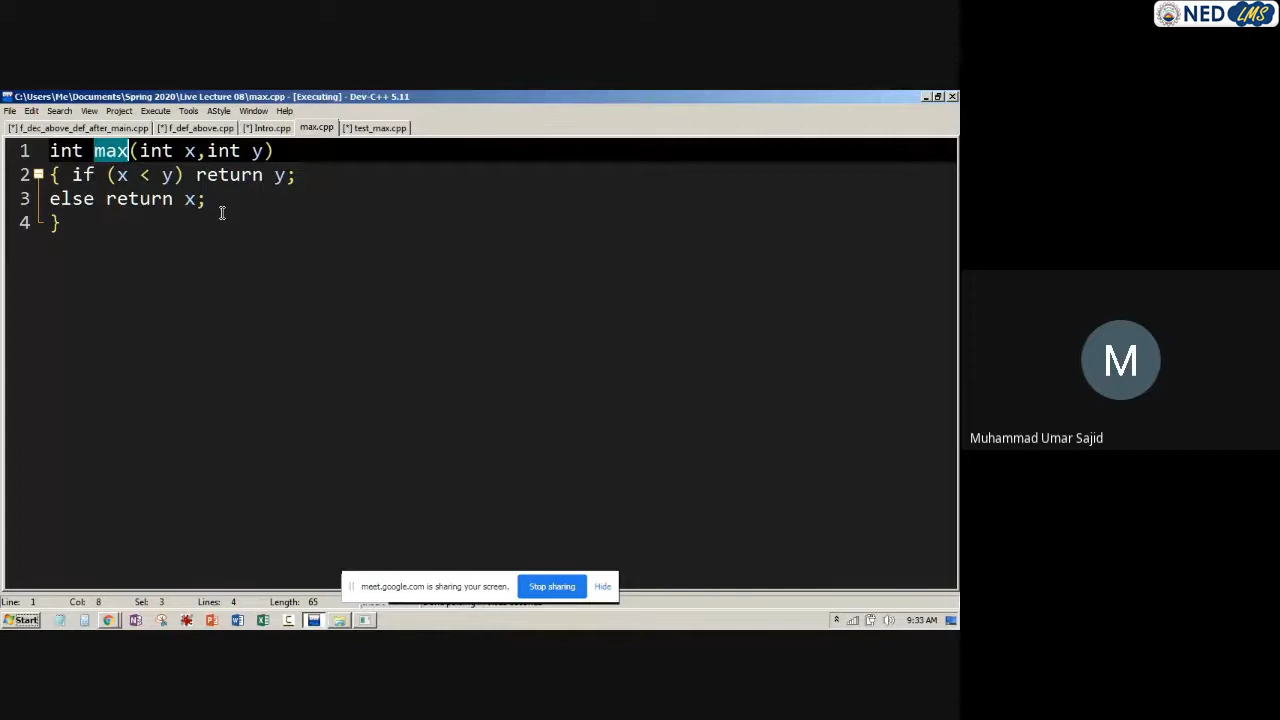 NED LMS
C:\Users\Me\Documents\Spring 2020\Live Lecture 08\max.cpp - [Executing] - Dev-C++ 5.11
File Edit Search View Project Execute Tools AStyle Window Help
[*] f_dec_above_def_after_main.cpp [*] f_def_above.cpp [*] Intro.cpp max.cpp [*] test_max.cpp
1 int max(int x,int y)
2 { if (x < y) return y;
3 else return x;
4 }
M
Muhammad Umar Sajid
meet.google.com is sharing your screen. Stop sharing Hide
Line: 1 Col: 8 Sel: 3 Lines: 4 Length: 65
Start 9:33 AM